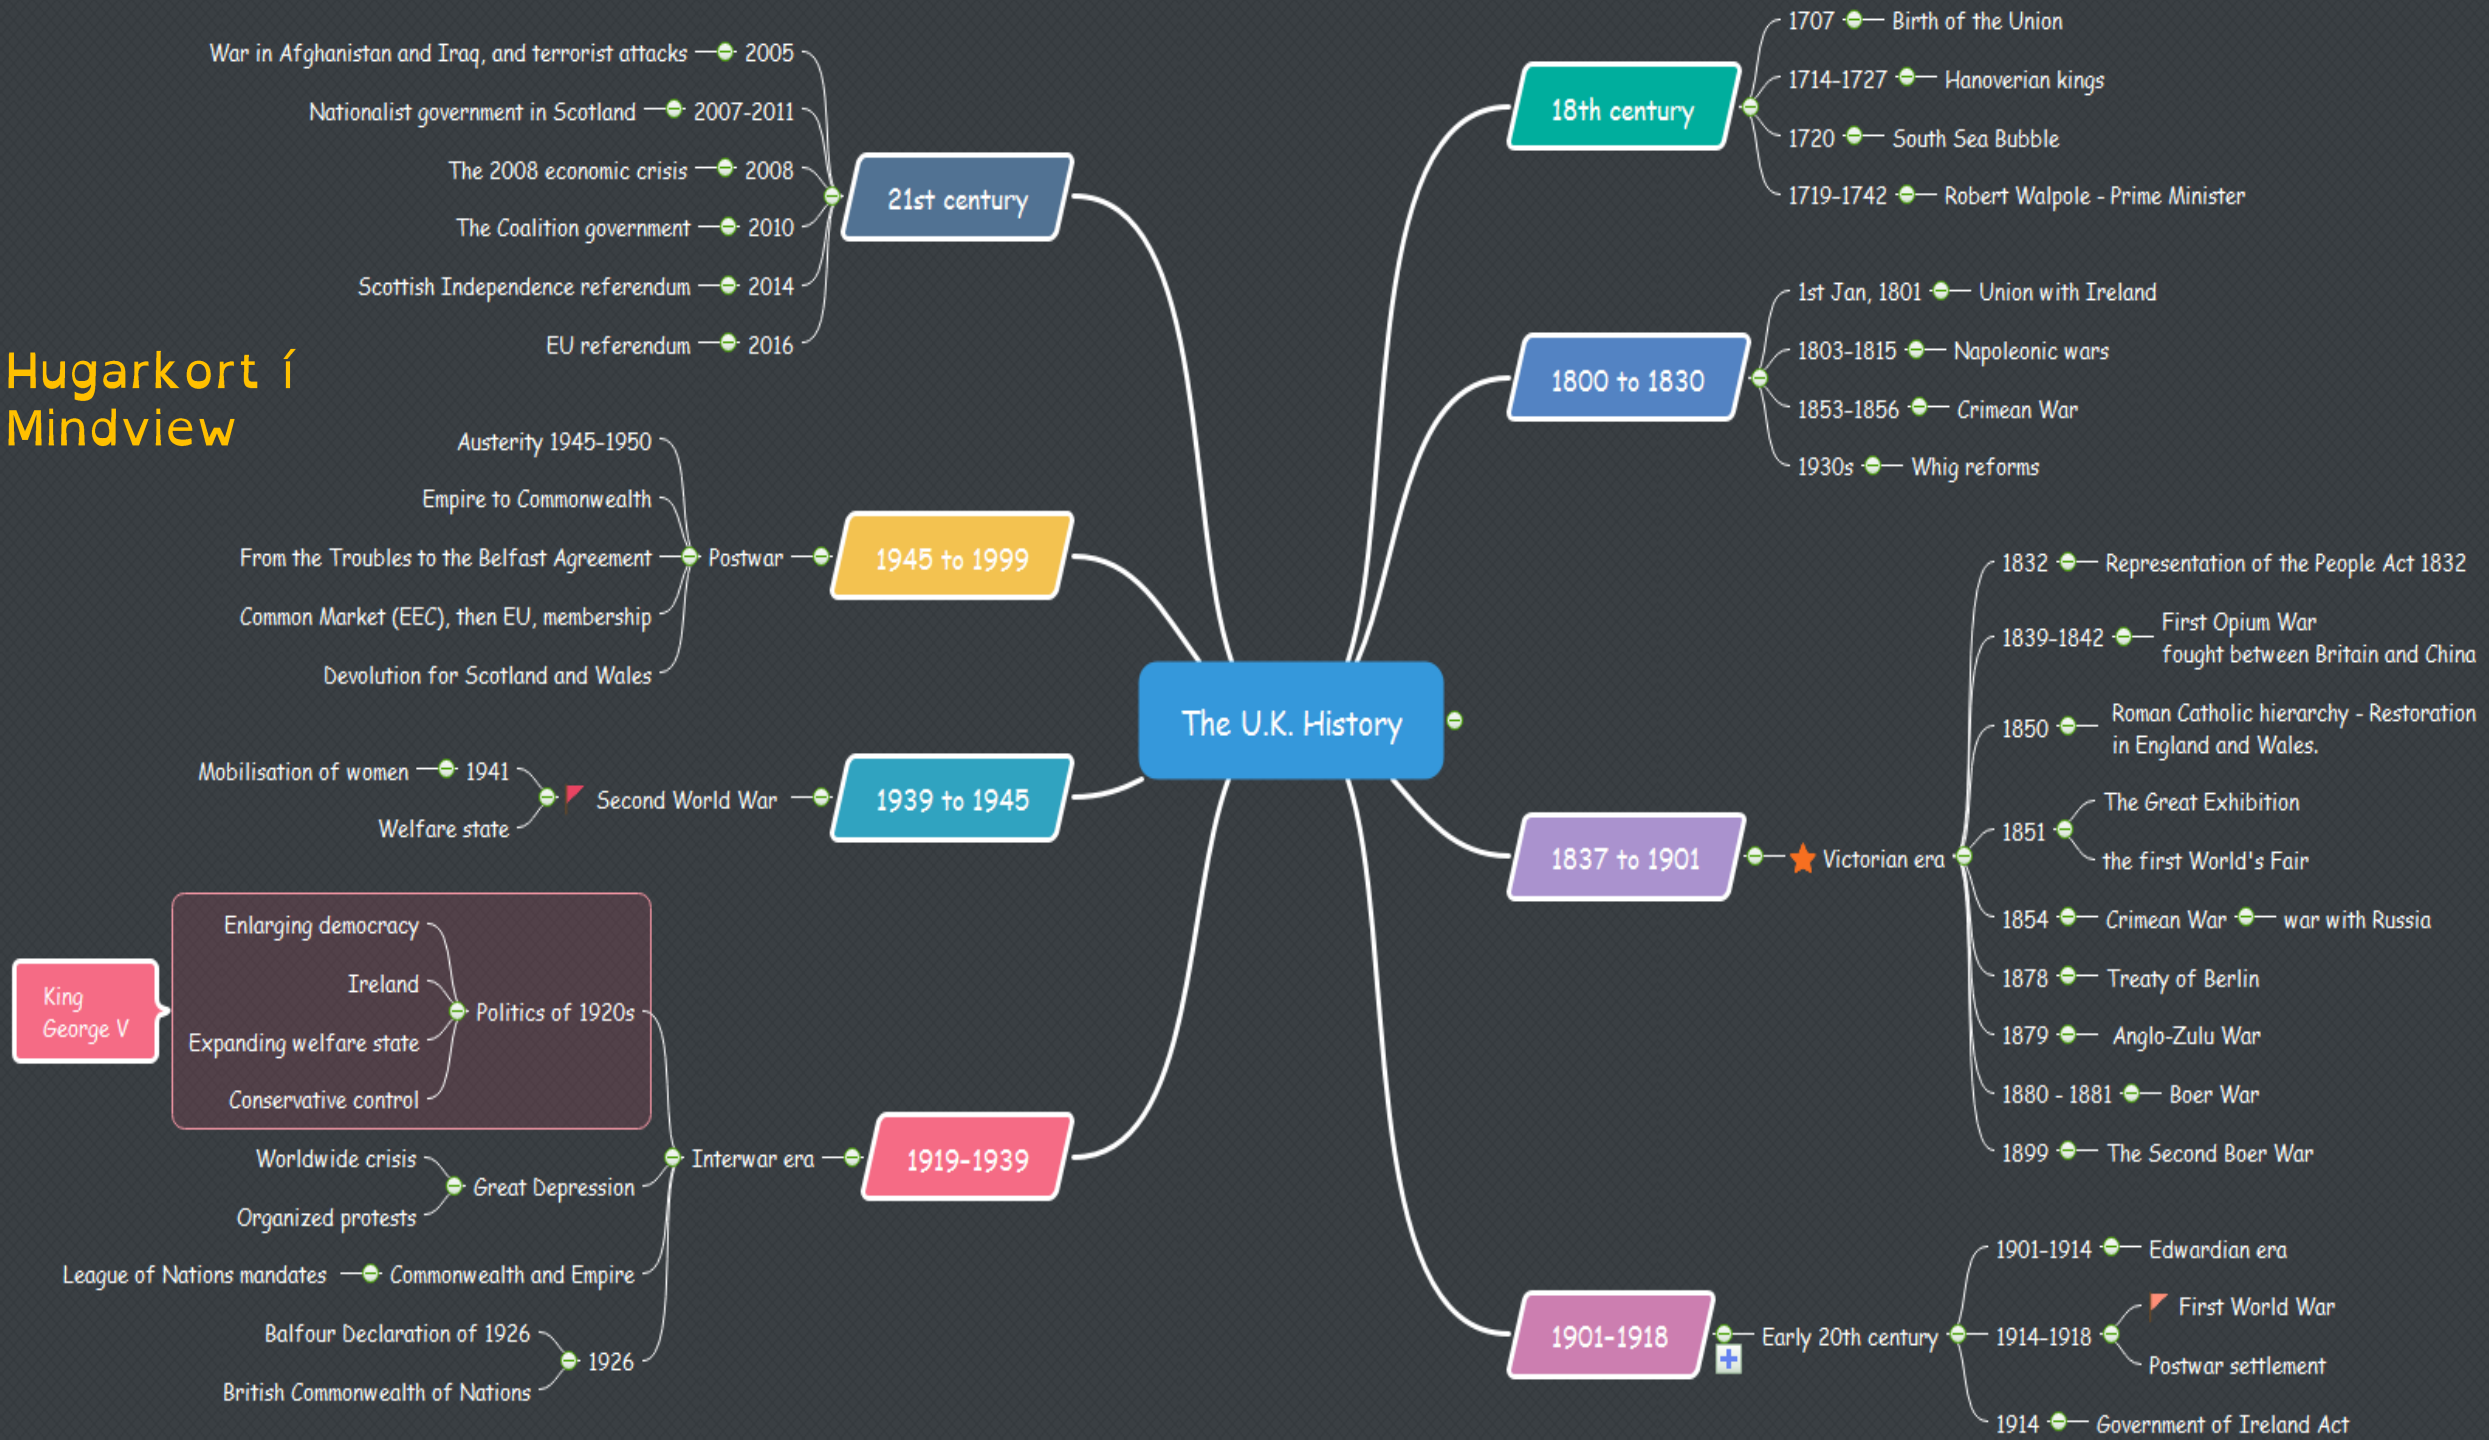 Hugarkort í
Mindview
The U.K. History
18th century
1707
Birth of the Union
1714-1727
Hanoverian kings
1720
South Sea Bubble
1719-1742
Robert Walpole - Prime Minister
1800 to 1830
1st Jan, 1801
Union with Ireland
1803-1815
Napoleonic wars
1853-1856
Crimean War
1930s
Whig reforms
1837 to 1901
Victorian era
1832
Representation of the People Act 1832
1839-1842
First Opium War
fought between Britain and China
1850
Roman Catholic hierarchy - Restoration
in England and Wales.
1851
The Great Exhibition
the first World's Fair
1854
Crimean War
war with Russia
1878
Treaty of Berlin
1879
Anglo-Zulu War
1880 - 1881
Boer War
1899
The Second Boer War
1901-1918
Early 20th century
1901-1914
Edwardian era
1914-1918
First World War
Postwar settlement
1914
Government of Ireland Act
21st century
2005
War in Afghanistan and Iraq, and terrorist attacks
2007-2011
Nationalist government in Scotland
2008
The 2008 economic crisis
2010
The Coalition government
2014
Scottish Independence referendum
2016
EU referendum
1945 to 1999
Postwar
Austerity 1945-1950
Empire to Commonwealth
From the Troubles to the Belfast Agreement
Common Market (EEC), then EU, membership
Devolution for Scotland and Wales
1939 to 1945
Second World War
1941
Mobilisation of women
Welfare state
1919-1939
Interwar era
Politics of 1920s
Enlarging democracy
Ireland
Expanding welfare state
Conservative control
King
George V
Great Depression
Worldwide crisis
Organized protests
Commonwealth and Empire
League of Nations mandates
1926
Balfour Declaration of 1926
British Commonwealth of Nations